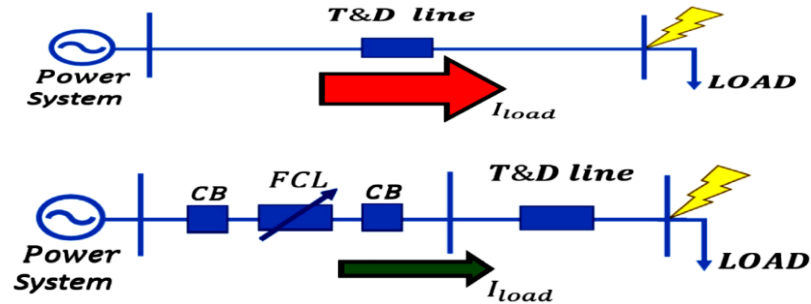 T&D line
Power
System
LOAD
I_load
CB
FCL
CB
T&D line
Power
System
LOAD
I_load